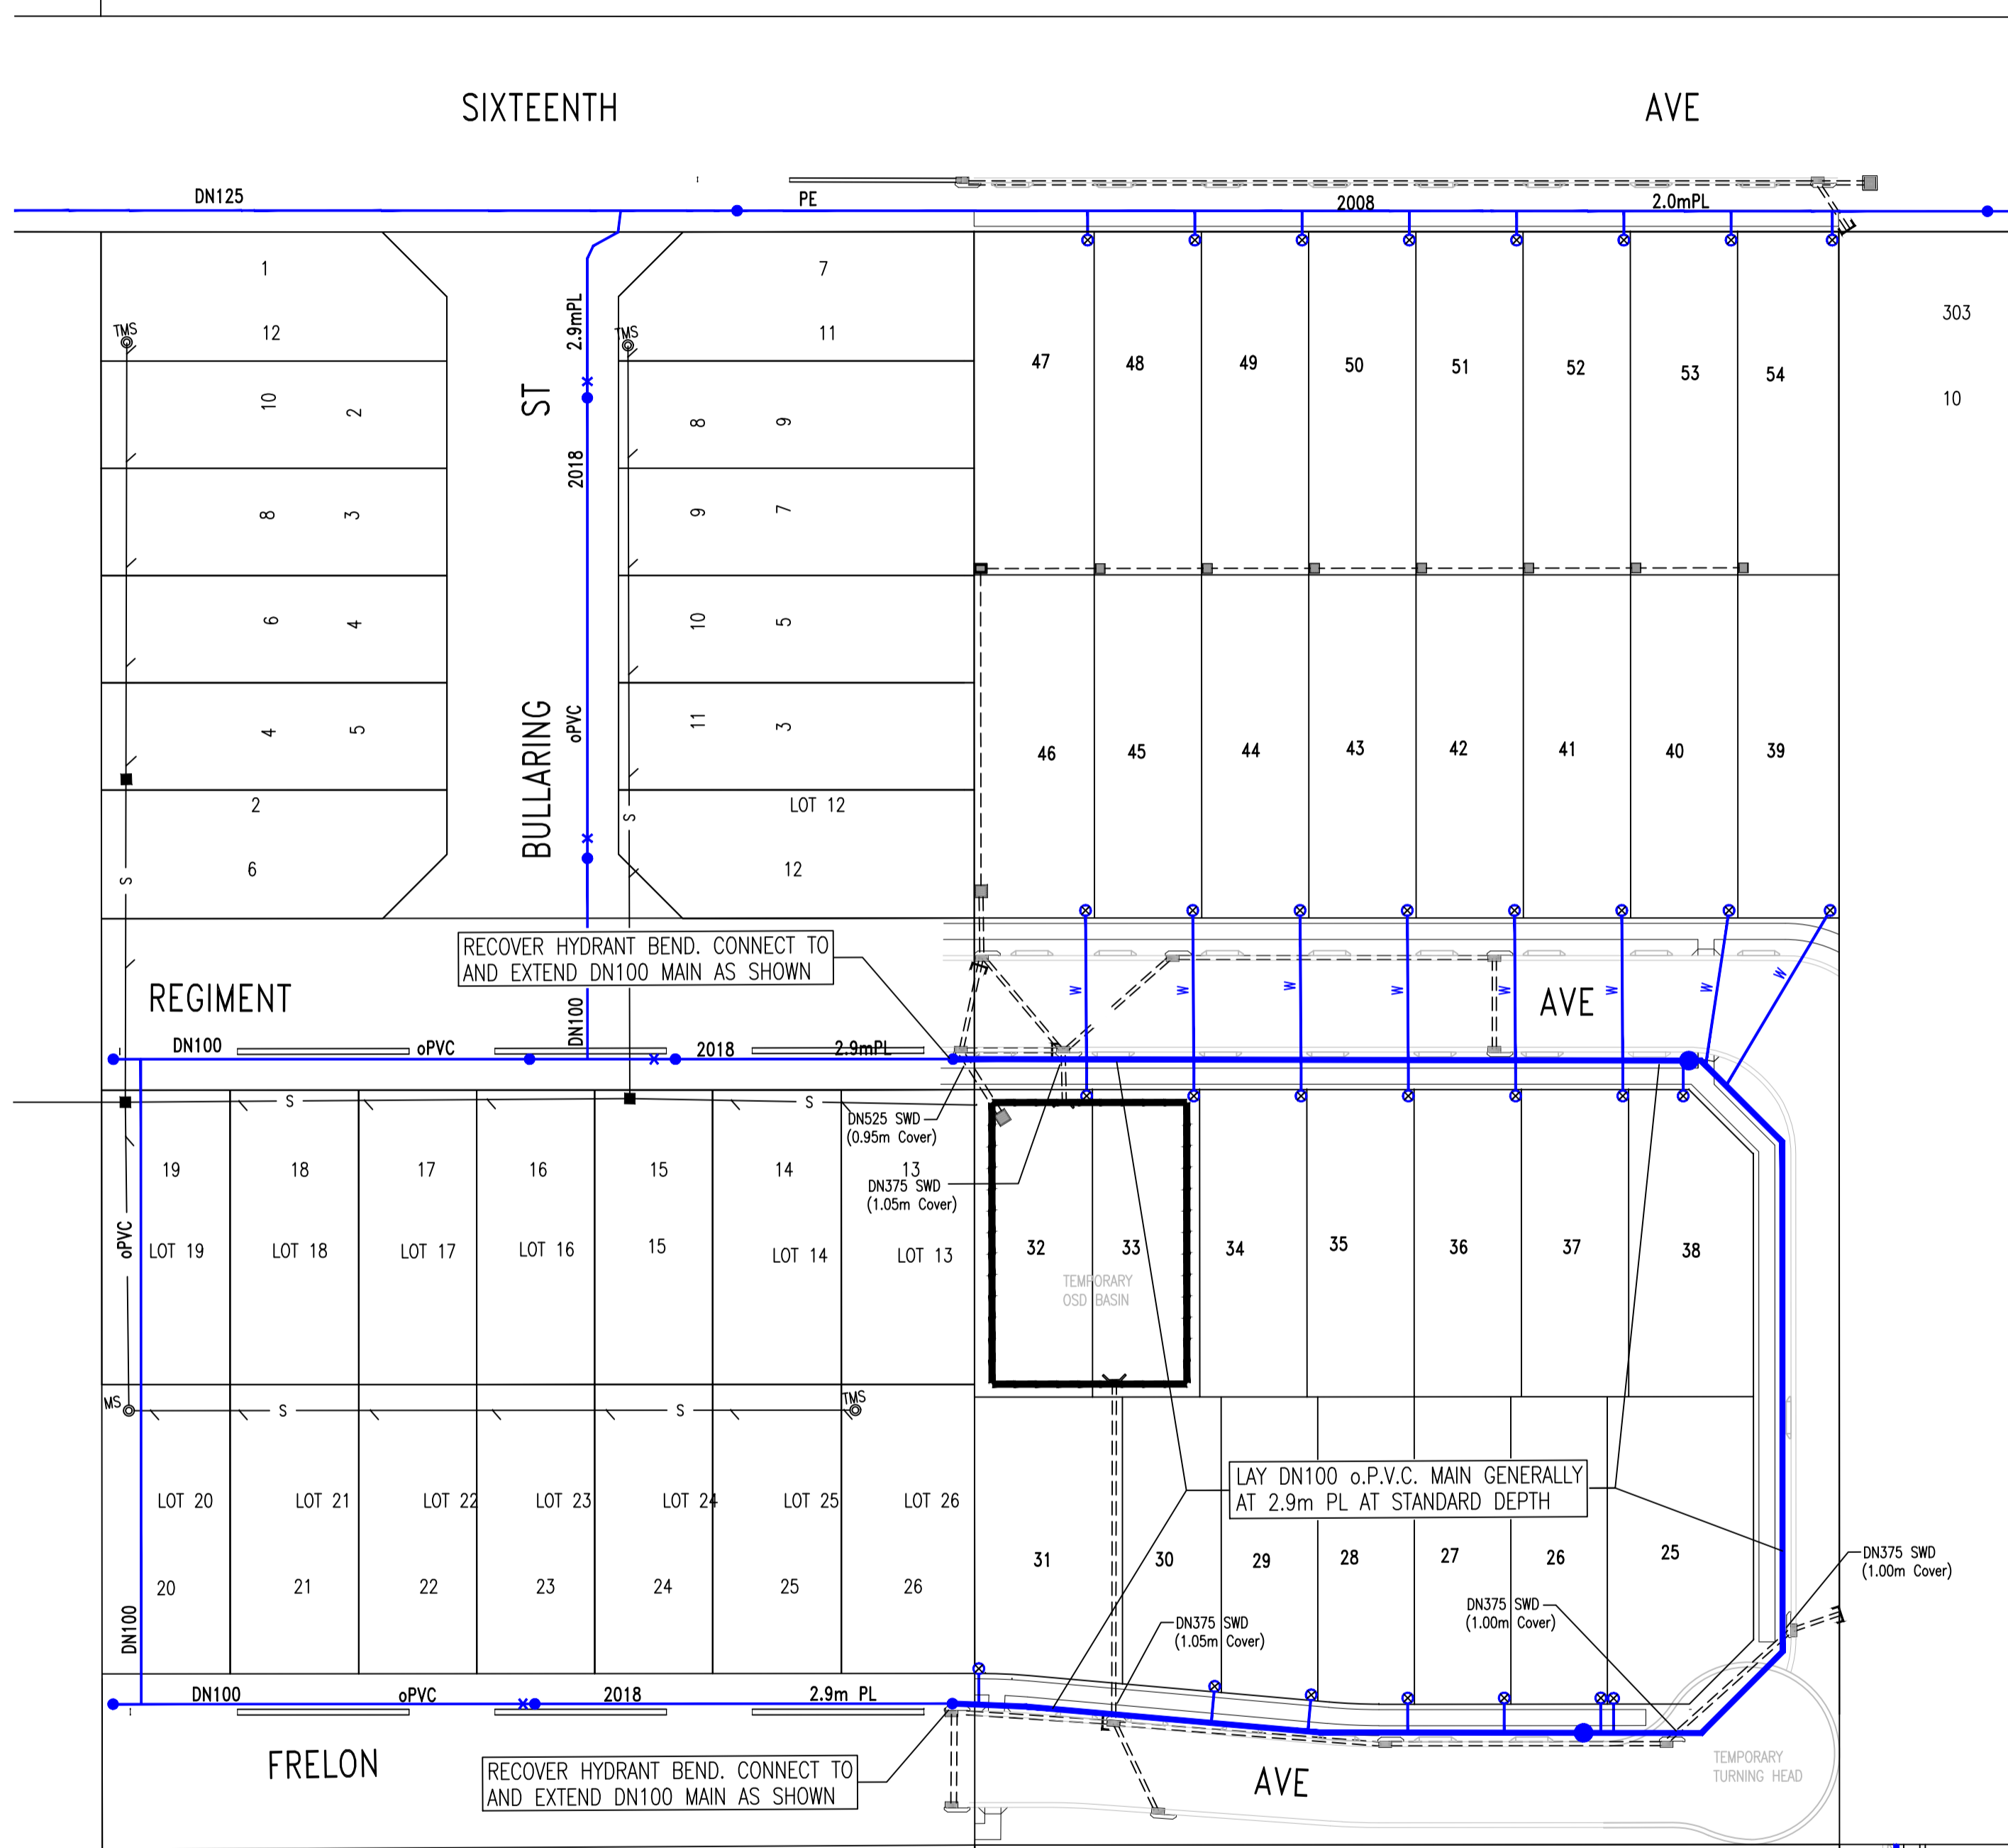 SIXTEENTH AVE
DN125 PE 2008 2.0mPL
1
12
TMS
7
11
TMS
2.9mPL
ST
2018
oPVC
BULLARING
DN100
10 2
8 3
6 4
4 5
2
6
8 9
9 7
10 5
11 3
LOT 12
12
S
S
47 48 49 50 51 52 53 54
303
10
46 45 44 43 42 41 40 39
RECOVER HYDRANT BEND. CONNECT TO
AND EXTEND DN100 MAIN AS SHOWN
REGIMENT AVE
W W W W W W W W
DN100 oPVC 2018 2.9mPL
S S
DN525 SWD
(0.95m Cover)
DN375 SWD
(1.05m Cover)
19 18 17 16 15 14 13
LOT 19 LOT 18 LOT 17 LOT 16 15 LOT 14 LOT 13
oPVC
32 33 34 35 36 37 38
TEMPORARY
OSD BASIN
MS S S TMS
LOT 20 LOT 21 LOT 22 LOT 23 LOT 24 LOT 25 LOT 26
20 21 22 23 24 25 26
DN100
LAY DN100 o.P.V.C. MAIN GENERALLY
AT 2.9m PL AT STANDARD DEPTH
31 30 29 28 27 26 25
DN375 SWD
(1.00m Cover)
DN375 SWD
(1.00m Cover)
DN375 SWD
(1.05m Cover)
DN100 oPVC 2018 2.9m PL
FRELON AVE
RECOVER HYDRANT BEND. CONNECT TO
AND EXTEND DN100 MAIN AS SHOWN
TEMPORARY
TURNING HEAD